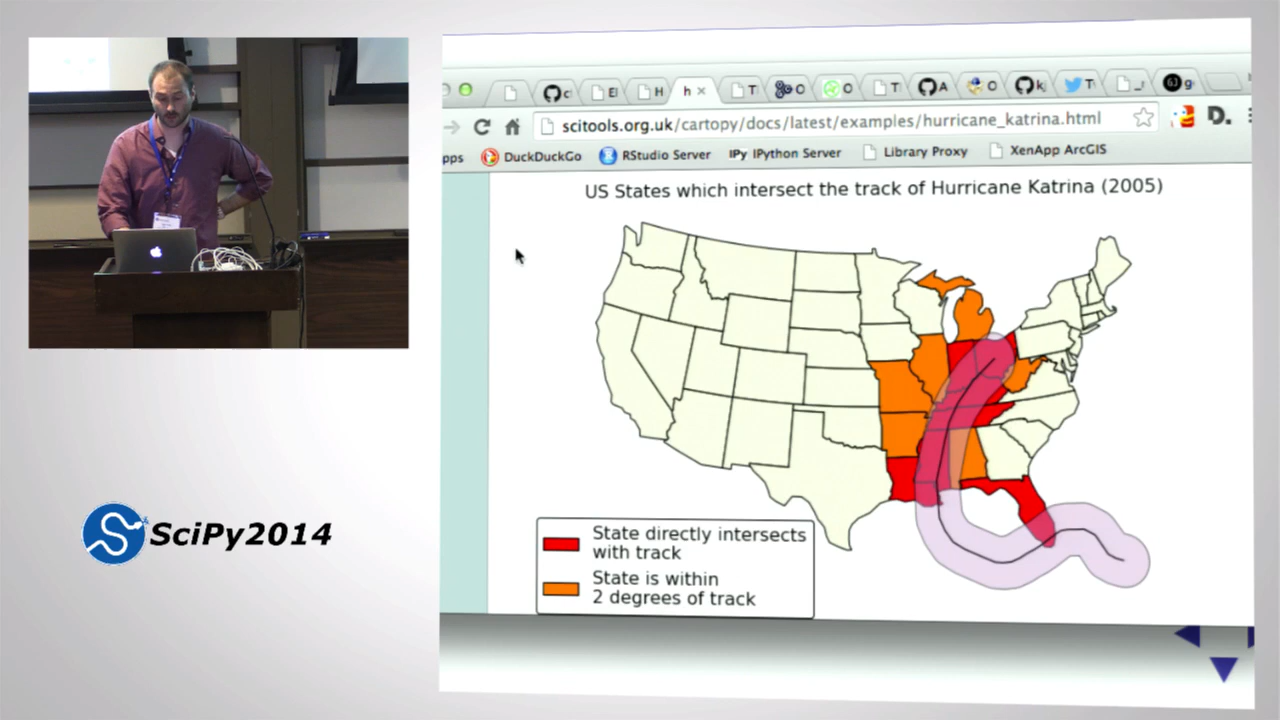 c
El
H
h ×
T
O
O
T
A
O
k
T
g
scitools.org.uk/cartopy/docs/latest/examples/hurricane_katrina.html
D.
pps
DuckDuckGo
RStudio Server
IPy IPython Server
Library Proxy
XenApp ArcGIS
US States which intersect the track of Hurricane Katrina (2005)
State directly intersects
with track
State is within
2 degrees of track
SciPy2014